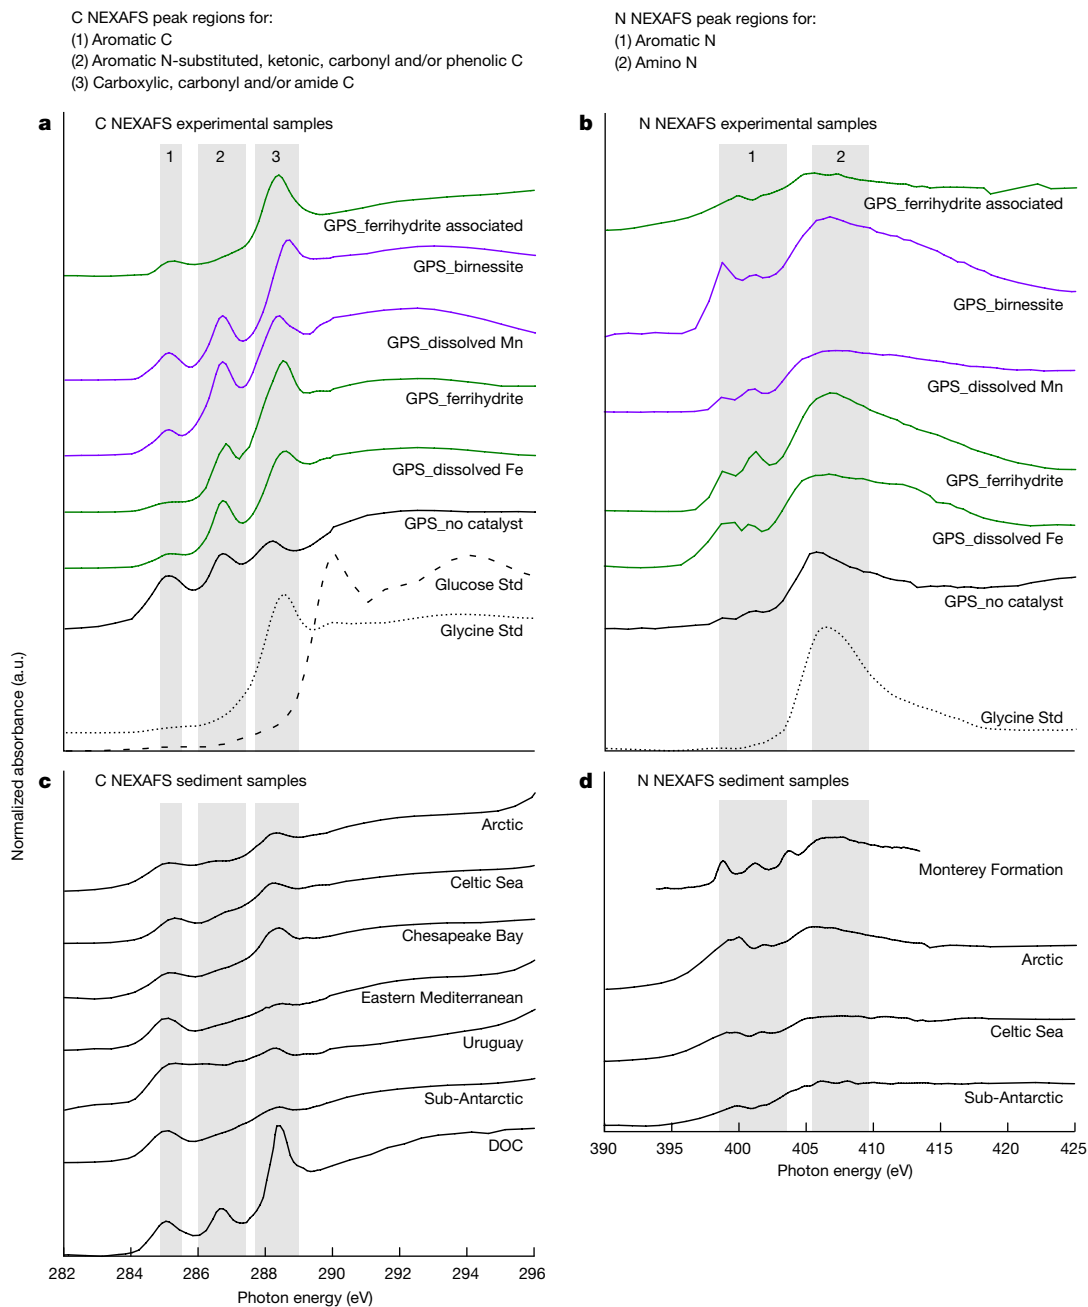 C NEXAFS peak regions for:
(1) Aromatic C
(2) Aromatic N-substituted, ketonic, carbonyl and/or phenolic C
(3) Carboxylic, carbonyl and/or amide C
N NEXAFS peak regions for:
(1) Aromatic N
(2) Amino N
Normalized absorbance (a.u.)
a
C NEXAFS experimental samples
1 2 3
GPS_ferrihydrite associated
GPS_birnessite
GPS_dissolved Mn
GPS_ferrihydrite
GPS_dissolved Fe
GPS_no catalyst
Glucose Std
Glycine Std
b
N NEXAFS experimental samples
1 2
GPS_ferrihydrite associated
GPS_birnessite
GPS_dissolved Mn
GPS_ferrihydrite
GPS_dissolved Fe
GPS_no catalyst
Glycine Std
c
C NEXAFS sediment samples
Arctic
Celtic Sea
Chesapeake Bay
Eastern Mediterranean
Uruguay
Sub-Antarctic
DOC
282 284 286 288 290 292 294 296
Photon energy (eV)
d
N NEXAFS sediment samples
Monterey Formation
Arctic
Celtic Sea
Sub-Antarctic
390 395 400 405 410 415 420 425
Photon energy (eV)